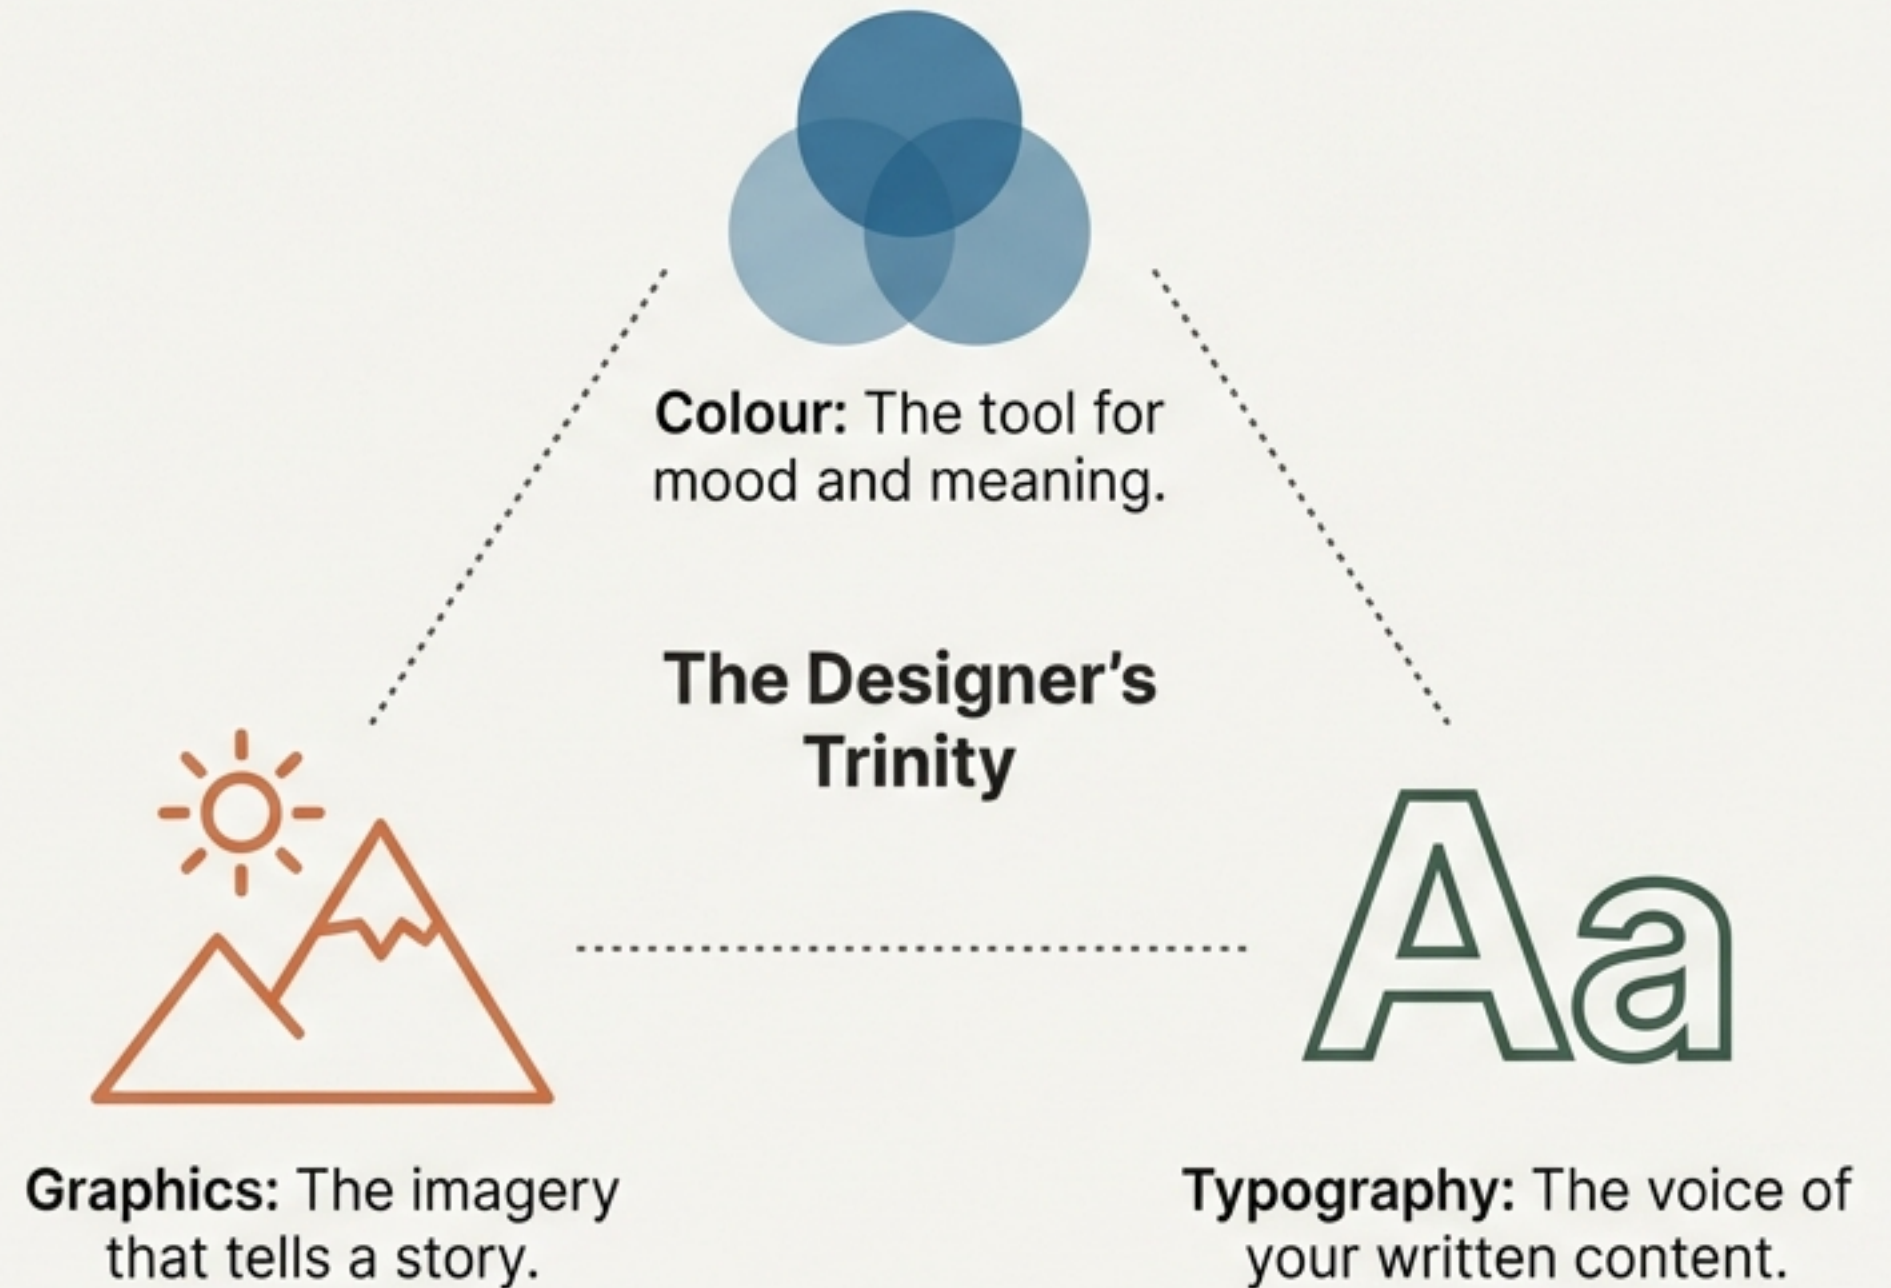 Colour: The tool for
mood and meaning.
The Designer’s
Trinity
Aa
Graphics: The imagery
that tells a story.
Typography: The voice of
your written content.